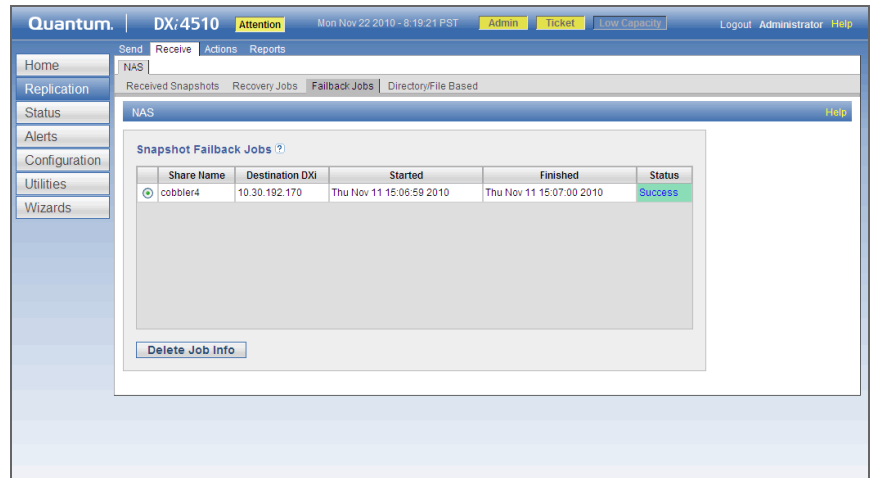 Quantum. DXi4510 Attention Mon Nov 22 2010 - 8:19:21 PST Admin Ticket Low Capacity Logout Administrator Help
Send Receive Actions Reports
Home
Replication
Status
Alerts
Configuration
Utilities
Wizards
NAS
Received Snapshots Recovery Jobs Failback Jobs Directory/File Based
NAS Help
Snapshot Failback Jobs ?
Share Name Destination DXi Started Finished Status
cobbler4 10.30.192.170 Thu Nov 11 15:06:59 2010 Thu Nov 11 15:07:00 2010 Success
Delete Job Info